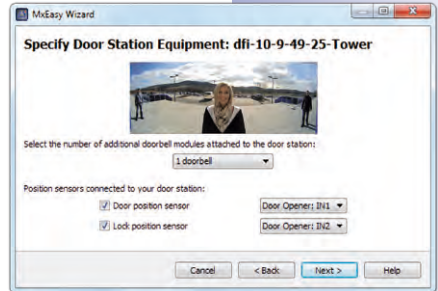 MxEasy Wizard
Specify Door Station Equipment: dfi-10-9-49-25-Tower
Select the number of additional doorbell modules attached to the door station:
1 doorbell
Position sensors connected to your door station:
Door position sensor Door Opener: IN1
Lock position sensor Door Opener: IN2
Cancel < Back Next > Help